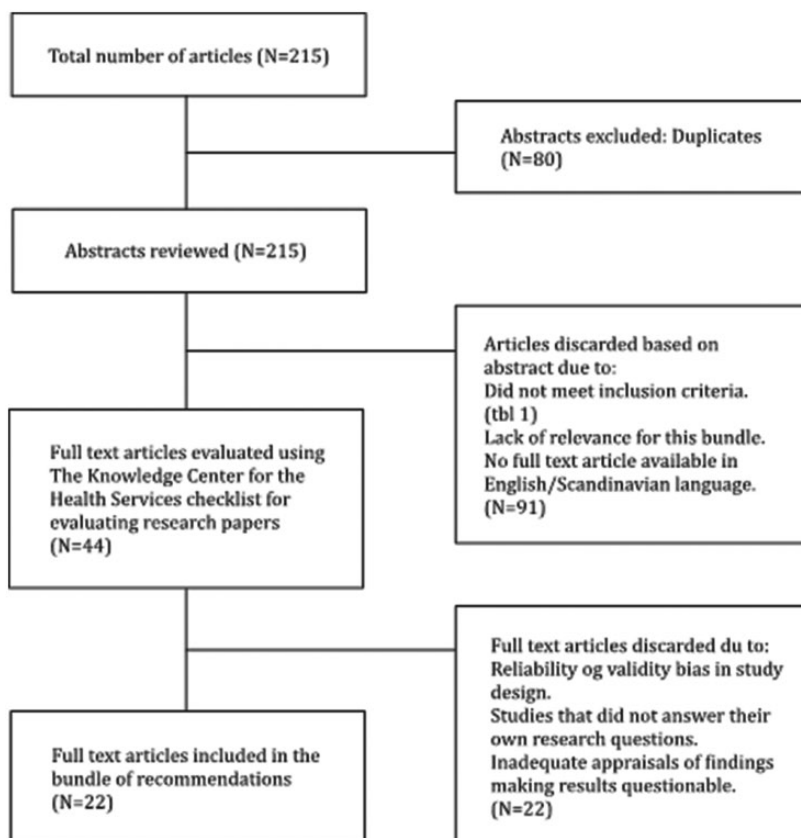 Total number of articles (N=215)
Abstracts excluded: Duplicates
(N=80)
Abstracts reviewed (N=215)
Articles discarded based on
abstract due to:
Did not meet inclusion criteria.
(tbl 1)
Lack of relevance for this bundle.
No full text article available in
English/Scandinavian language.
(N=91)
Full text articles evaluated using
The Knowledge Center for the
Health Services checklist for
evaluating research papers
(N=44)
Full text articles discarded du to:
Reliability og validity bias in study
design.
Studies that did not answer their
own research questions.
Inadequate appraisals of findings
making results questionable.
(N=22)
Full text articles included in the
bundle of recommendations
(N=22)